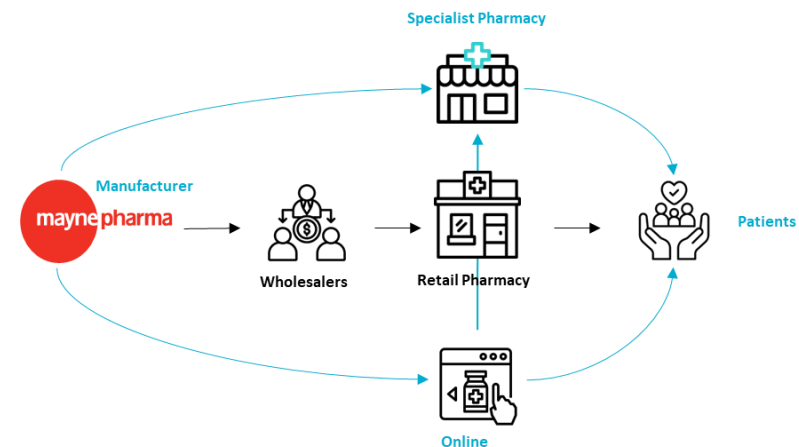 Specialist Pharmacy
Manufacturer
mayne pharma
Wholesalers
Retail Pharmacy
Patients
Online